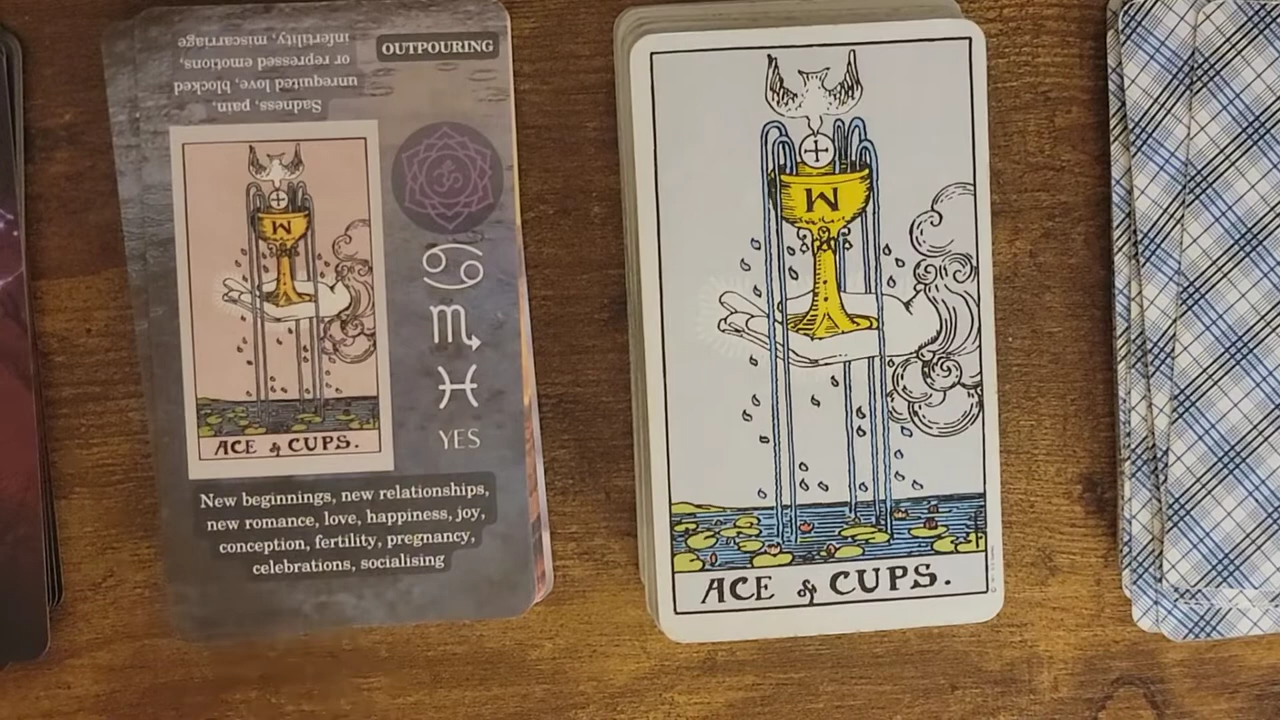 OUTPOURING
Sadness, pain,
unrequited love, blocked
or repressed emotions,
infertility, miscarriage
W
ACE of CUPS.
YES
New beginnings, new relationships,
new romance, love, happiness, joy,
conception, fertility, pregnancy,
celebrations, socialising
W
ACE of CUPS.